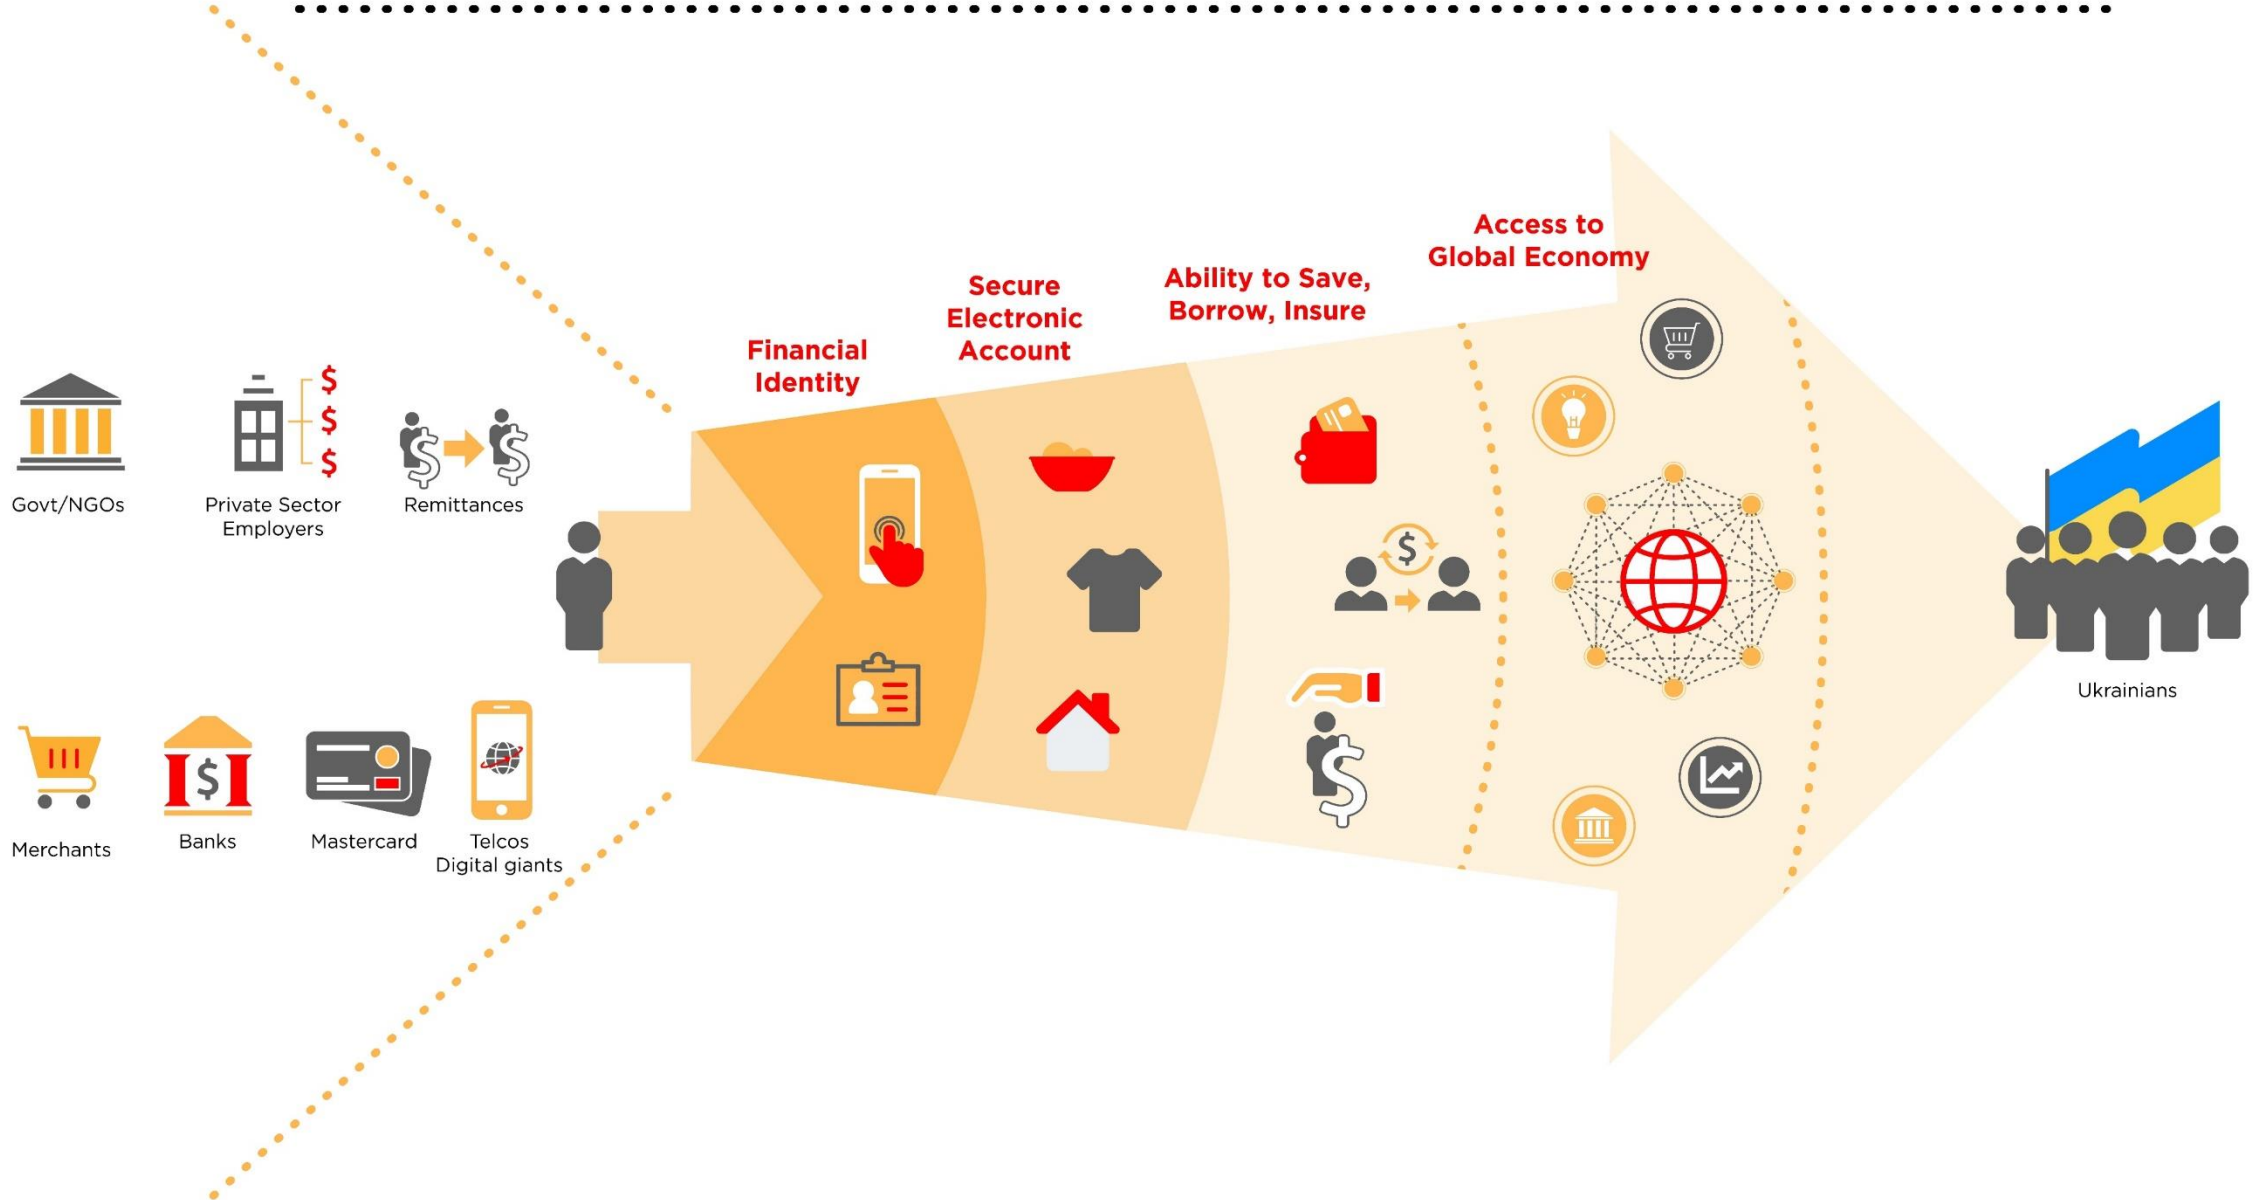 Access to
Global Economy
Ability to Save,
Borrow, Insure
Secure
Electronic
Account
Financial
Identity
Govt/NGOs
Private Sector
Employers
Remittances
Ukrainians
Merchants
Banks
Mastercard
Telcos
Digital giants